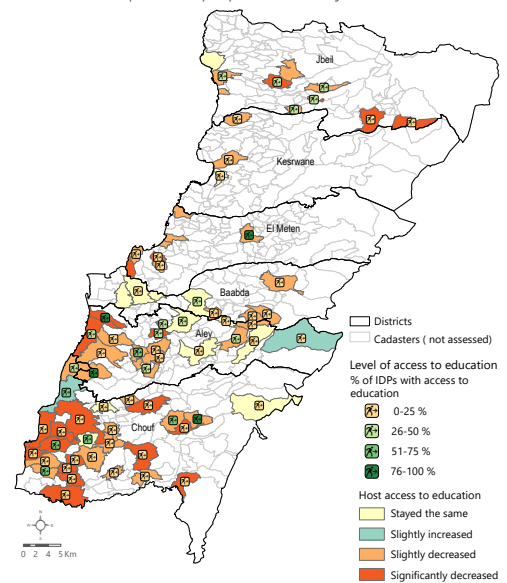 Jbeil
Kesrwane
El Meten
Baabda
Aley
Chouf
Districts
Cadasters ( not assessed)
Level of access to education
% of IDPs with access to
education
0-25 %
26-50 %
51-75 %
76-100 %
Host access to education
Stayed the same
Slightly increased
Slightly decreased
Significantly decreased
0 2 4 5 Km